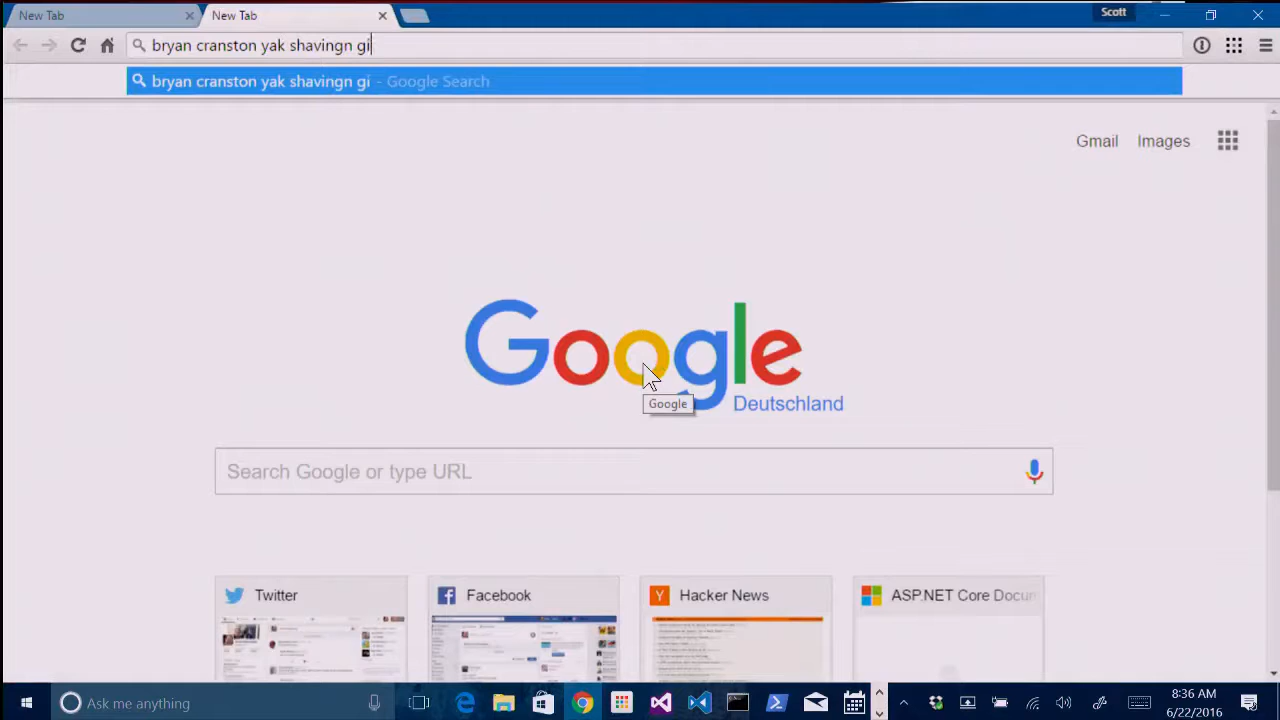 New Tab
New Tab
Scott
bryan cranston yak shavingn gi
bryan cranston yak shavingn gi - Google Search
Gmail Images
Google
Google
Deutschland
Search Google or type URL
Twitter
Facebook
Hacker News
ASP.NET Core Docum
Ask me anything
8:36 AM
6/22/2016